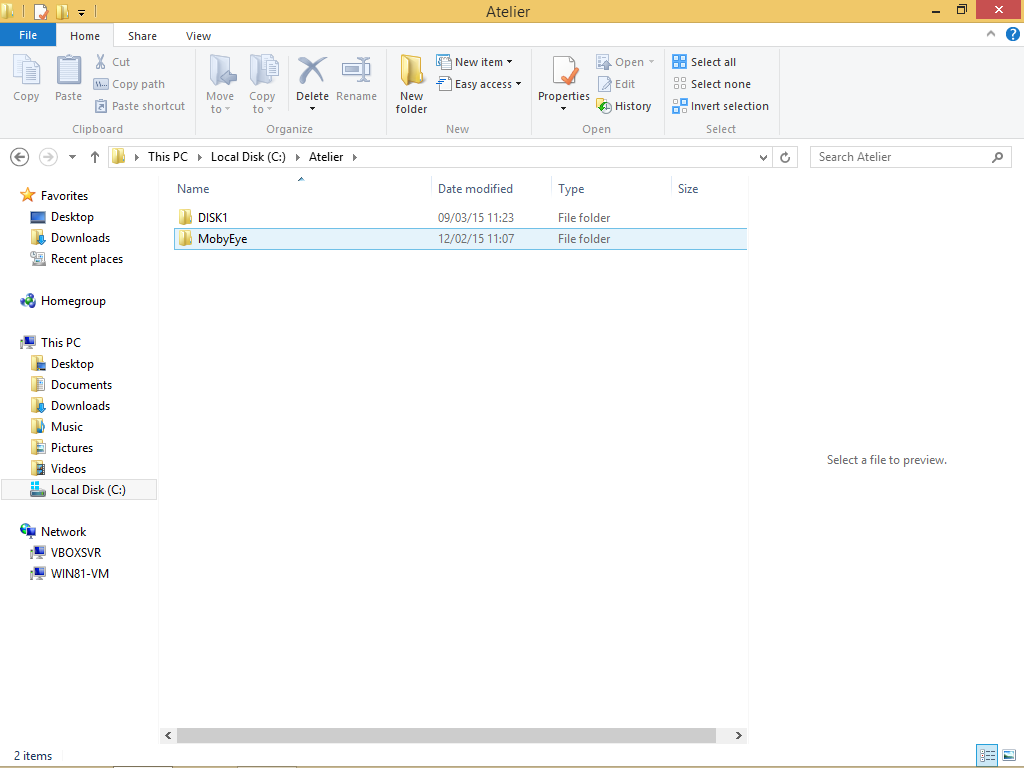 Atelier
File Home Share View
Copy
Paste
Cut
Copy path
Paste shortcut
Clipboard
Move to
Copy to
Delete
Rename
Organize
New folder
New item
Easy access
New
Properties
Open
Edit
History
Open
Select all
Select none
Invert selection
Select
This PC Local Disk (C:) Atelier
Search Atelier
Favorites
Desktop
Downloads
Recent places
Homegroup
This PC
Desktop
Documents
Downloads
Music
Pictures
Videos
Local Disk (C:)
Network
VBOXSVR
WIN81-VM
Name Date modified Type Size
DISK1 09/03/15 11:23 File folder
MobyEye 12/02/15 11:07 File folder
Select a file to preview.
2 items